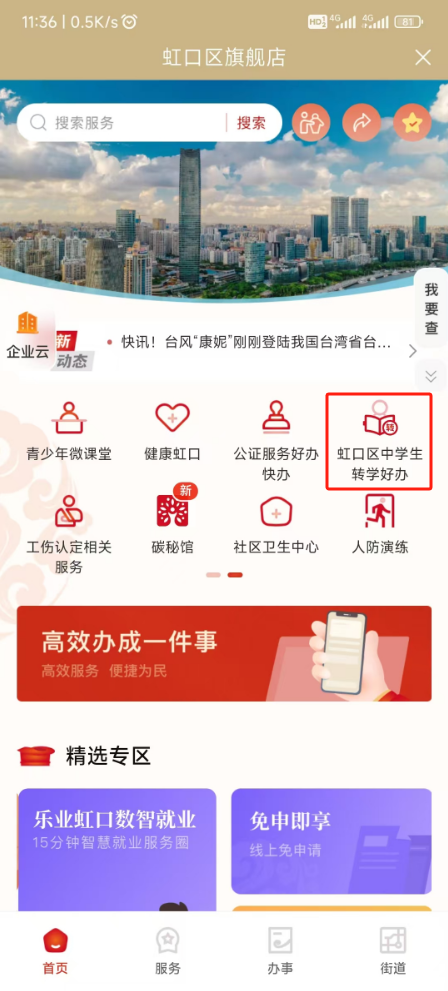 11:36 | 0.5K/s
HD 4G 4G 81
虹口区旗舰店
搜索服务
搜索
我要查
企业云
新动态
快讯！台风“康妮”刚刚登陆我国台湾省台...
青少年微课堂
健康虹口
公证服务好办
快办
转
虹口区中学生
转学好办
工伤认定相关
服务
新
碳秘馆
社区卫生中心
人防演练
高效办成一件事
高效服务 便捷为民
精选专区
乐业虹口数智就业
15分钟智慧就业服务圈
免申即享
线上免申请
首页
服务
办事
街道